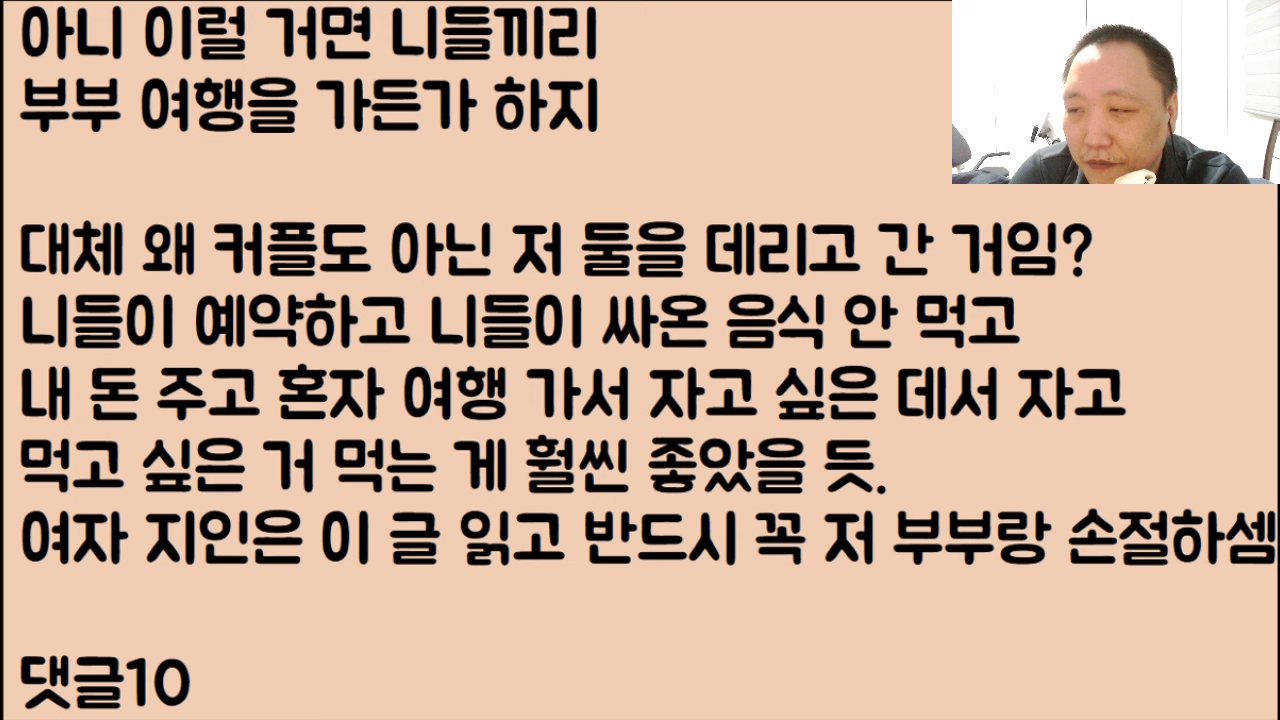 아니 이럴 거면 니들끼리
부부 여행을 가든가 하지
대체 왜 커플도 아닌 저 둘을 데리고 간 거임?
니들이 예약하고 니들이 싸온 음식 안 먹고
내 돈 주고 혼자 여행 가서 자고 싶은 데서 자고
먹고 싶은 거 먹는 게 훨씬 좋았을 듯.
여자 지인은 이 글 읽고 반드시 꼭 저 부부랑 손절하셈
댓글10